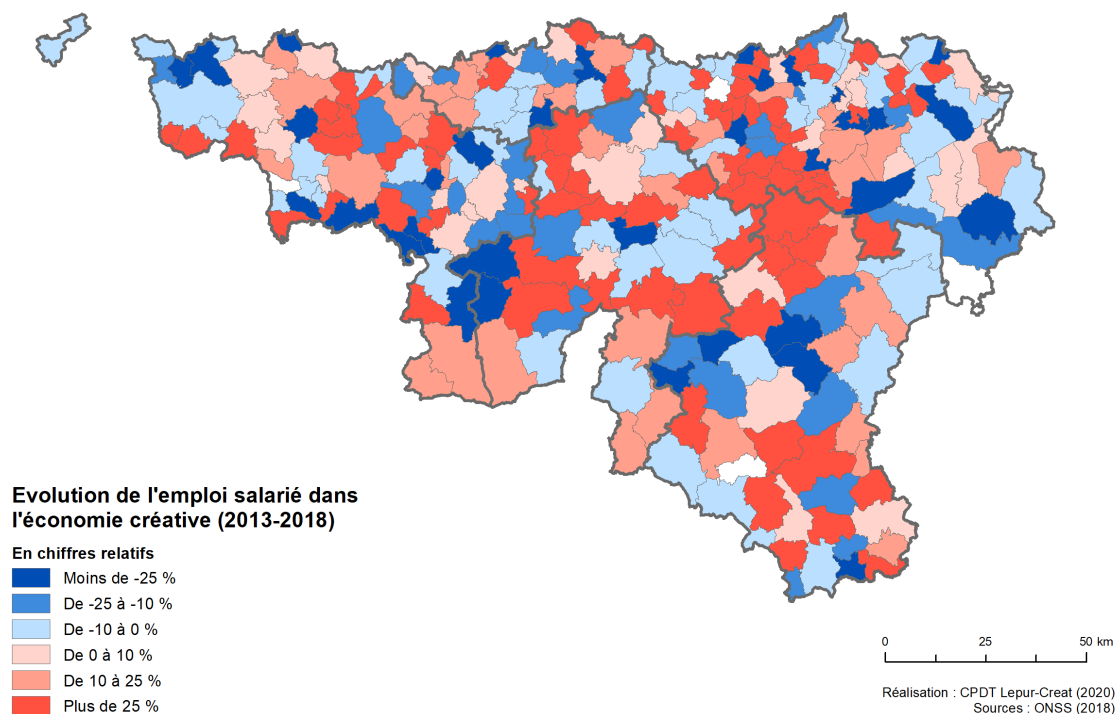 Evolution de l'emploi salarié dans
l'économie créative (2013-2018)
En chiffres relatifs
Moins de -25 %
De -25 à -10 %
De -10 à 0 %
De 0 à 10 %
De 10 à 25 %
Plus de 25 %
0 25 50 km
Réalisation : CPDT Lepur-Creat (2020)
Sources : ONSS (2018)